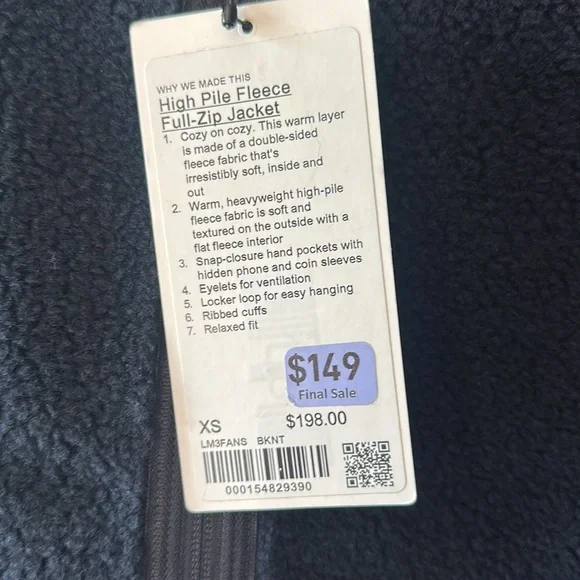 WHY WE MADE THIS
High Pile Fleece
Full-Zip Jacket
1. Cozy on cozy. This warm layer
is made of a double-sided
fleece fabric that's
irresistibly soft, inside and
out
2. Warm, heavyweight high-pile
fleece fabric is soft and
textured on the outside with a
flat fleece interior
3. Snap-closure hand pockets with
hidden phone and coin sleeves
4. Eyelets for ventilation
5. Locker loop for easy hanging
6. Ribbed cuffs
7. Relaxed fit
$149
Final Sale
XS $198.00
LM3FANS BKNT
000154829390